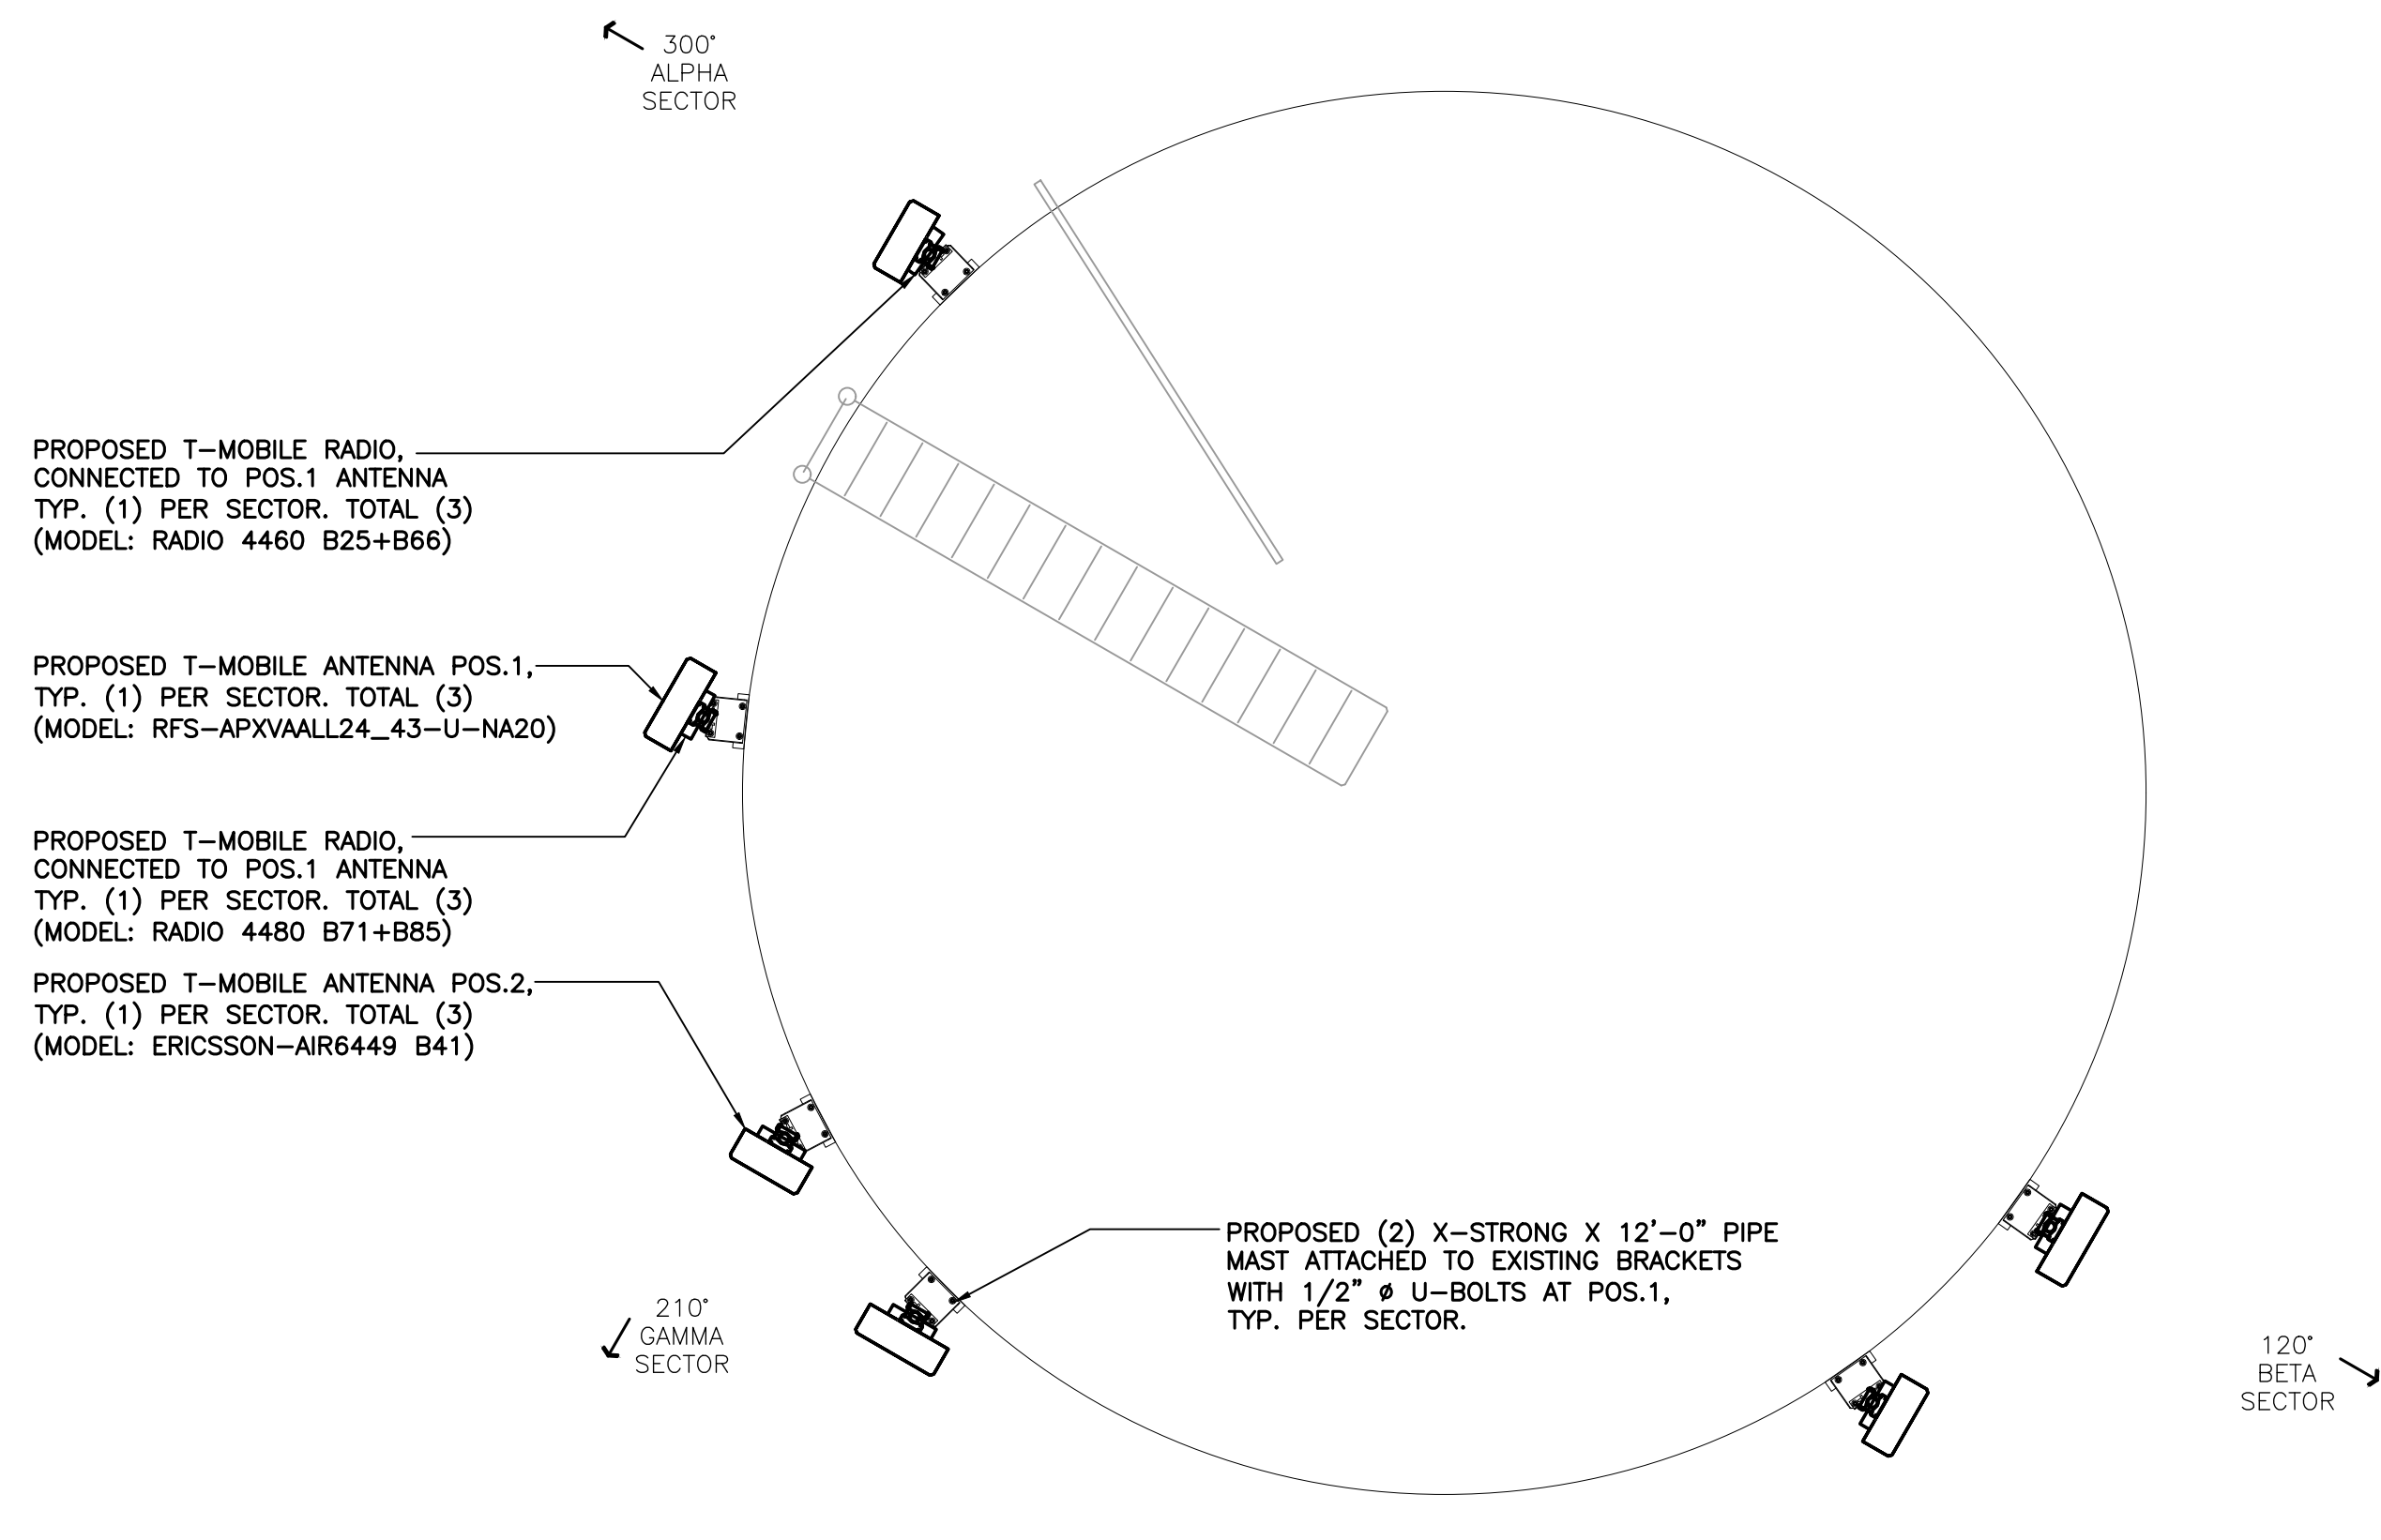 300°
ALPHA
SECTOR
PROPOSED T-MOBILE RADIO,
CONNECTED TO POS.1 ANTENNA
TYP. (1) PER SECTOR. TOTAL (3)
(MODEL: RADIO 4460 B25+B66)
PROPOSED T-MOBILE ANTENNA POS.1,
TYP. (1) PER SECTOR. TOTAL (3)
(MODEL: RFS-APXVAALL24_43-U-NA20)
PROPOSED T-MOBILE RADIO,
CONNECTED TO POS.1 ANTENNA
TYP. (1) PER SECTOR. TOTAL (3)
(MODEL: RADIO 4480 B71+B85)
PROPOSED T-MOBILE ANTENNA POS.2,
TYP. (1) PER SECTOR. TOTAL (3)
(MODEL: ERICSSON-AIR6449 B41)
PROPOSED (2) X-STRONG X 12'-0" PIPE
MAST ATTACHED TO EXISTING BRACKETS
WITH 1/2" ø U-BOLTS AT POS.1,
TYP. PER SECTOR.
210°
GAMMA
SECTOR
120°
BETA
SECTOR